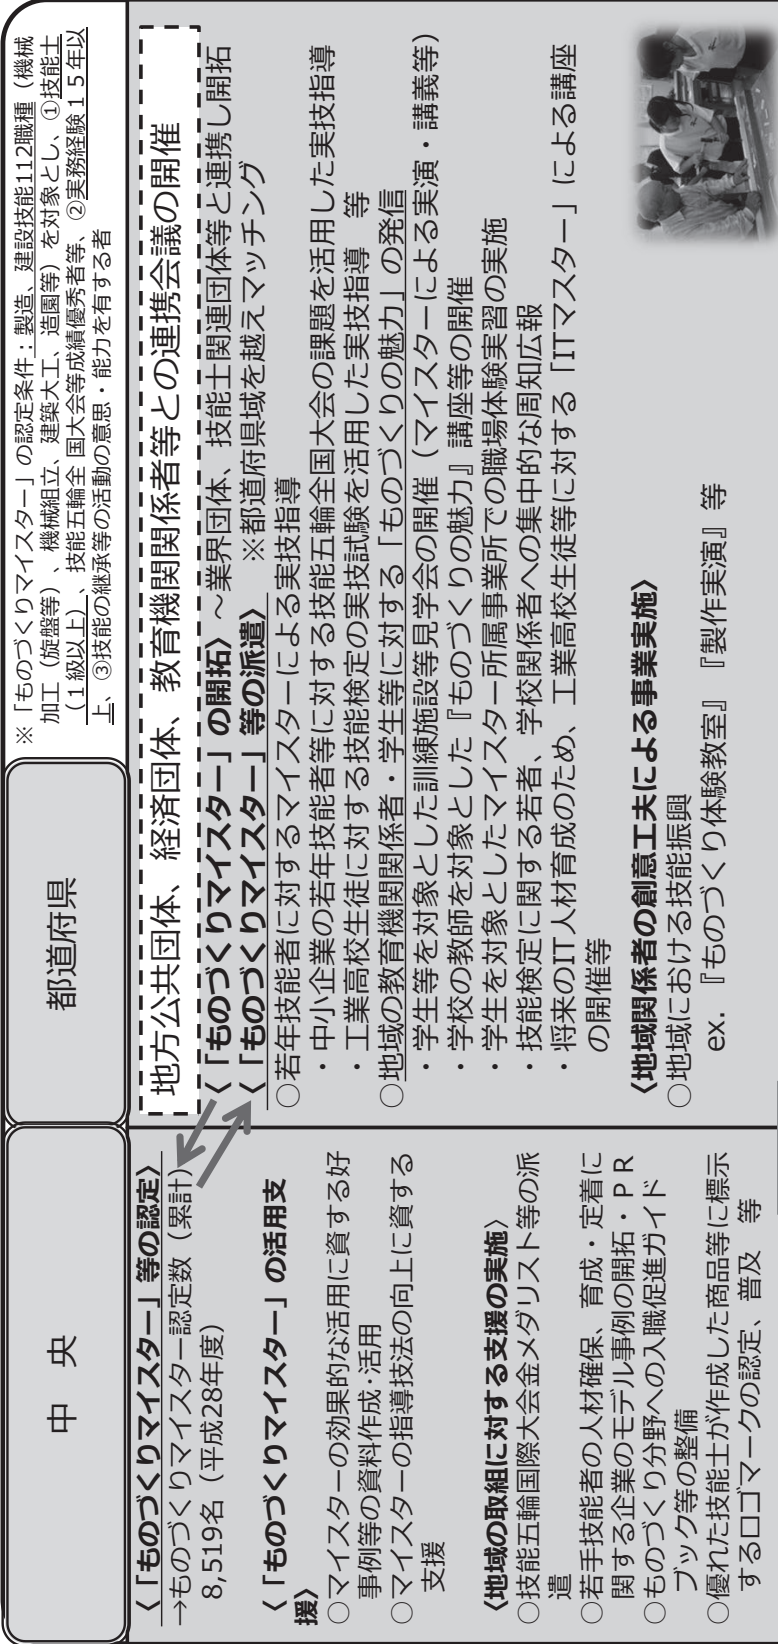 中　央
〈「ものづくりマイスター」等の認定〉
→ものづくりマイスター認定数（累計）
8,519名（平成28年度）
〈「ものづくりマイスター」の活用支
援〉
○マイスターの効果的な活用に資する好
事例等の資料作成・活用
○マイスターの指導技法の向上に資する
支援
〈地域の取組に対する支援の実施〉
○技能五輪国際大会金メダリスト等の派
遣
○若手技能者の人材確保、育成・定着に
関する企業のモデル事例の開拓・ＰＲ
○ものづくり分野への入職促進ガイド
ブック等の整備
○優れた技能士が作成した商品等に標示
するロゴマークの認定、普及　等
都道府県
※「ものづくりマイスター」の認定条件：製造、建設技能112職種（機械
加工（旋盤等）、機械組立、建築大工、造園等）を対象とし、①技能士
（１級以上）、技能五輪全 国大会等成績優秀者等、②実務経験１５年以
上、③技能の継承等の活動の意思・能力を有する者
地方公共団体、経済団体、教育機関関係者等との連携会議の開催
〈「ものづくりマイスター」の開拓〉～業界団体、技能士関連団体等と連携し開拓
〈「ものづくりマイスター」等の派遣〉　※都道府県域を越えマッチング
○若年技能者に対するマイスターによる実技指導
・中小企業の若年技能者等に対する技能五輪全国大会の課題を活用した実技指導
・工業高校生徒に対する技能検定の実技試験を活用した実技指導　等
○地域の教育機関関係者・学生等に対する「ものづくりの魅力」の発信
・学生等を対象とした訓練施設等見学会の開催（マイスターによる実演・講義等）
・学校の教師を対象とした『ものづくりの魅力』講座等の開催
・学生を対象としたマイスター所属事業所での職場体験実習の実施
・技能検定に関する若者、学校関係者への集中的な周知広報
・将来のIT人材育成のため、工業高校生徒等に対する「ITマスター」による講座
の開催等
〈地域関係者の創意工夫による事業実施〉
○地域における技能振興
ex.『ものづくり体験教室』『製作実演』等